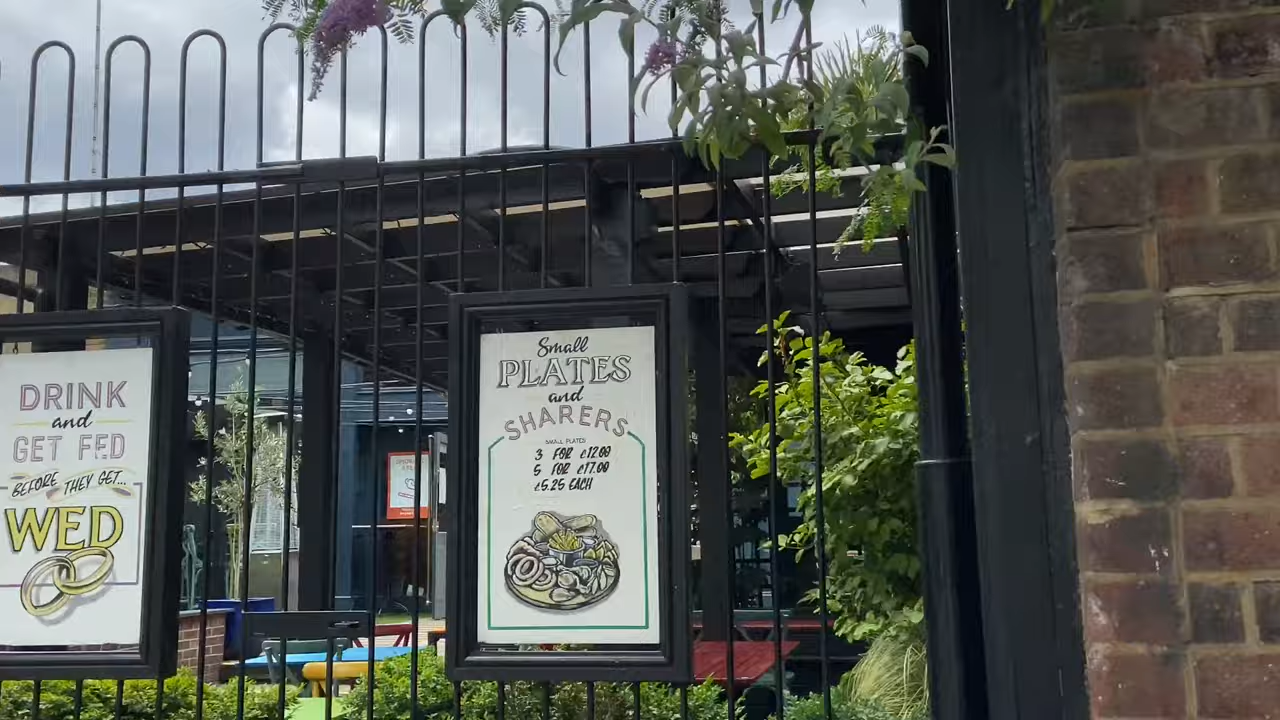 DRINK
and
GET FED
BEFORE THEY GET...
WED
Small
PLATES
and
SHARERS
SMALL PLATES
3 FOR £12.00
5 FOR £17.00
£5.25 EACH